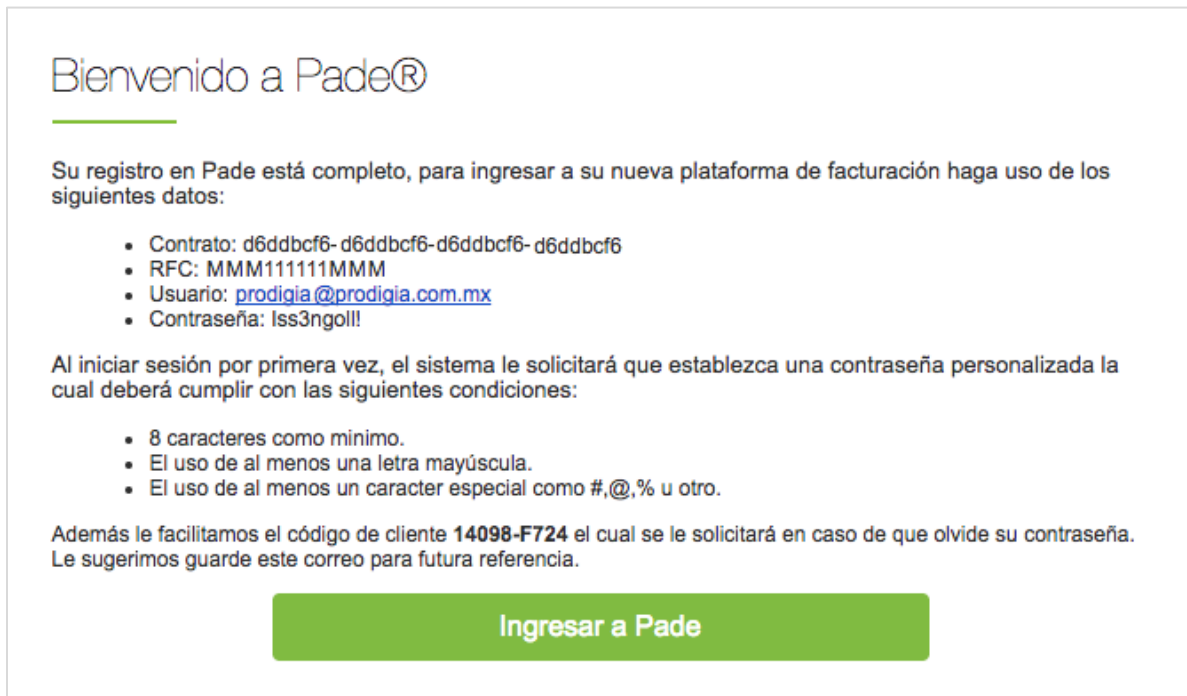 Bienvenido a Pade®
Su registro en Pade está completo, para ingresar a su nueva plataforma de facturación haga uso de los
siguientes datos:
• Contrato: d6ddbcf6-d6ddbcf6-d6ddbcf6-d6ddbcf6
• RFC: MMM111111MMM
• Usuario: prodigia@prodigia.com.mx
• Contraseña: Iss3ngoll!
Al iniciar sesión por primera vez, el sistema le solicitará que establezca una contraseña personalizada la
cual deberá cumplir con las siguientes condiciones:
• 8 caracteres como minimo.
• El uso de al menos una letra mayúscula.
• El uso de al menos un caracter especial como #,@,% u otro.
Además le facilitamos el código de cliente 14098-F724 el cual se le solicitará en caso de que olvide su contraseña.
Le sugerimos guarde este correo para futura referencia.
Ingresar a Pade